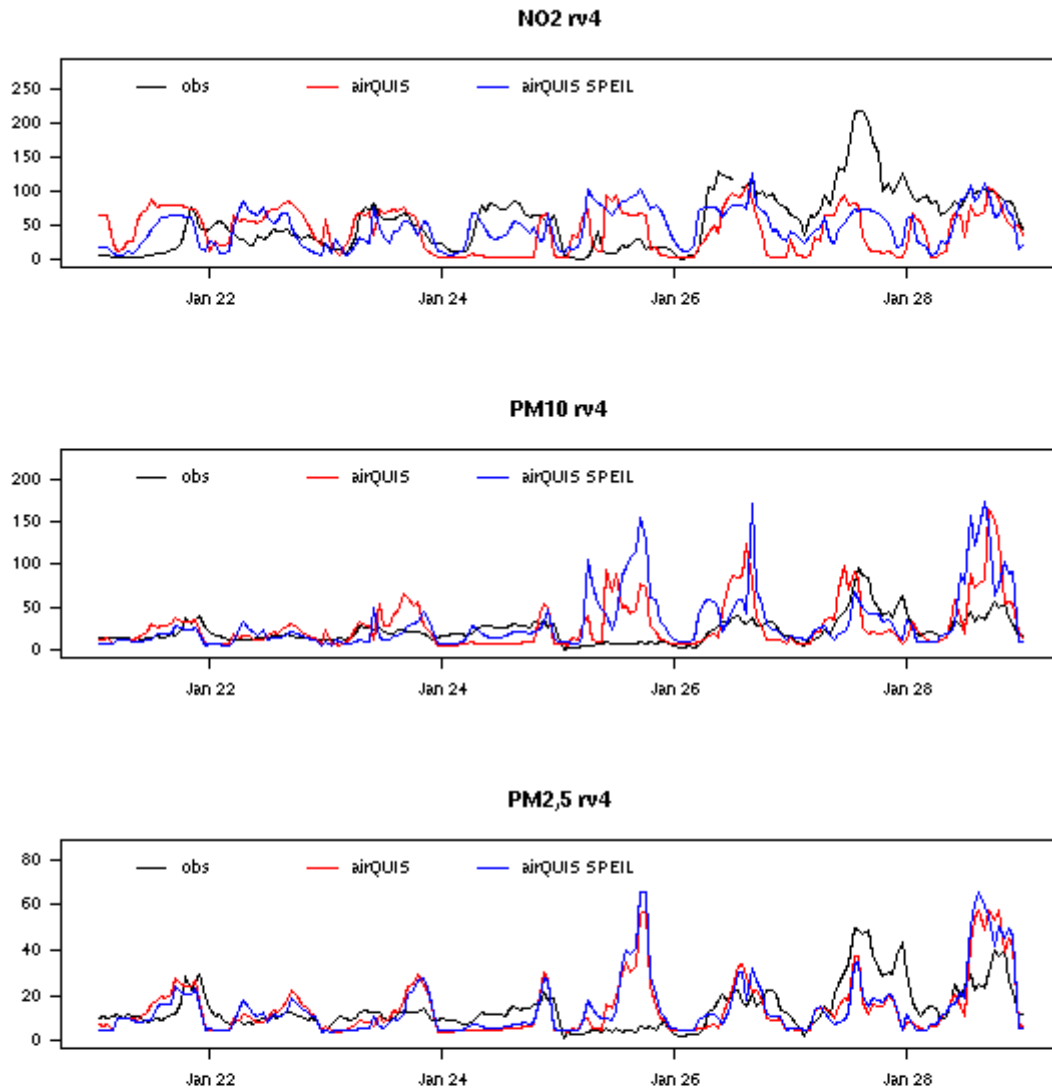 NO2 rv4
obs airQUIS airQUIS SPEIL
250
200
150
100
50
0
Jan 22 Jan 24 Jan 26 Jan 28
PM10 rv4
obs airQUIS airQUIS SPEIL
200
150
100
50
0
Jan 22 Jan 24 Jan 26 Jan 28
PM2,5 rv4
obs airQUIS airQUIS SPEIL
80
60
40
20
0
Jan 22 Jan 24 Jan 26 Jan 28